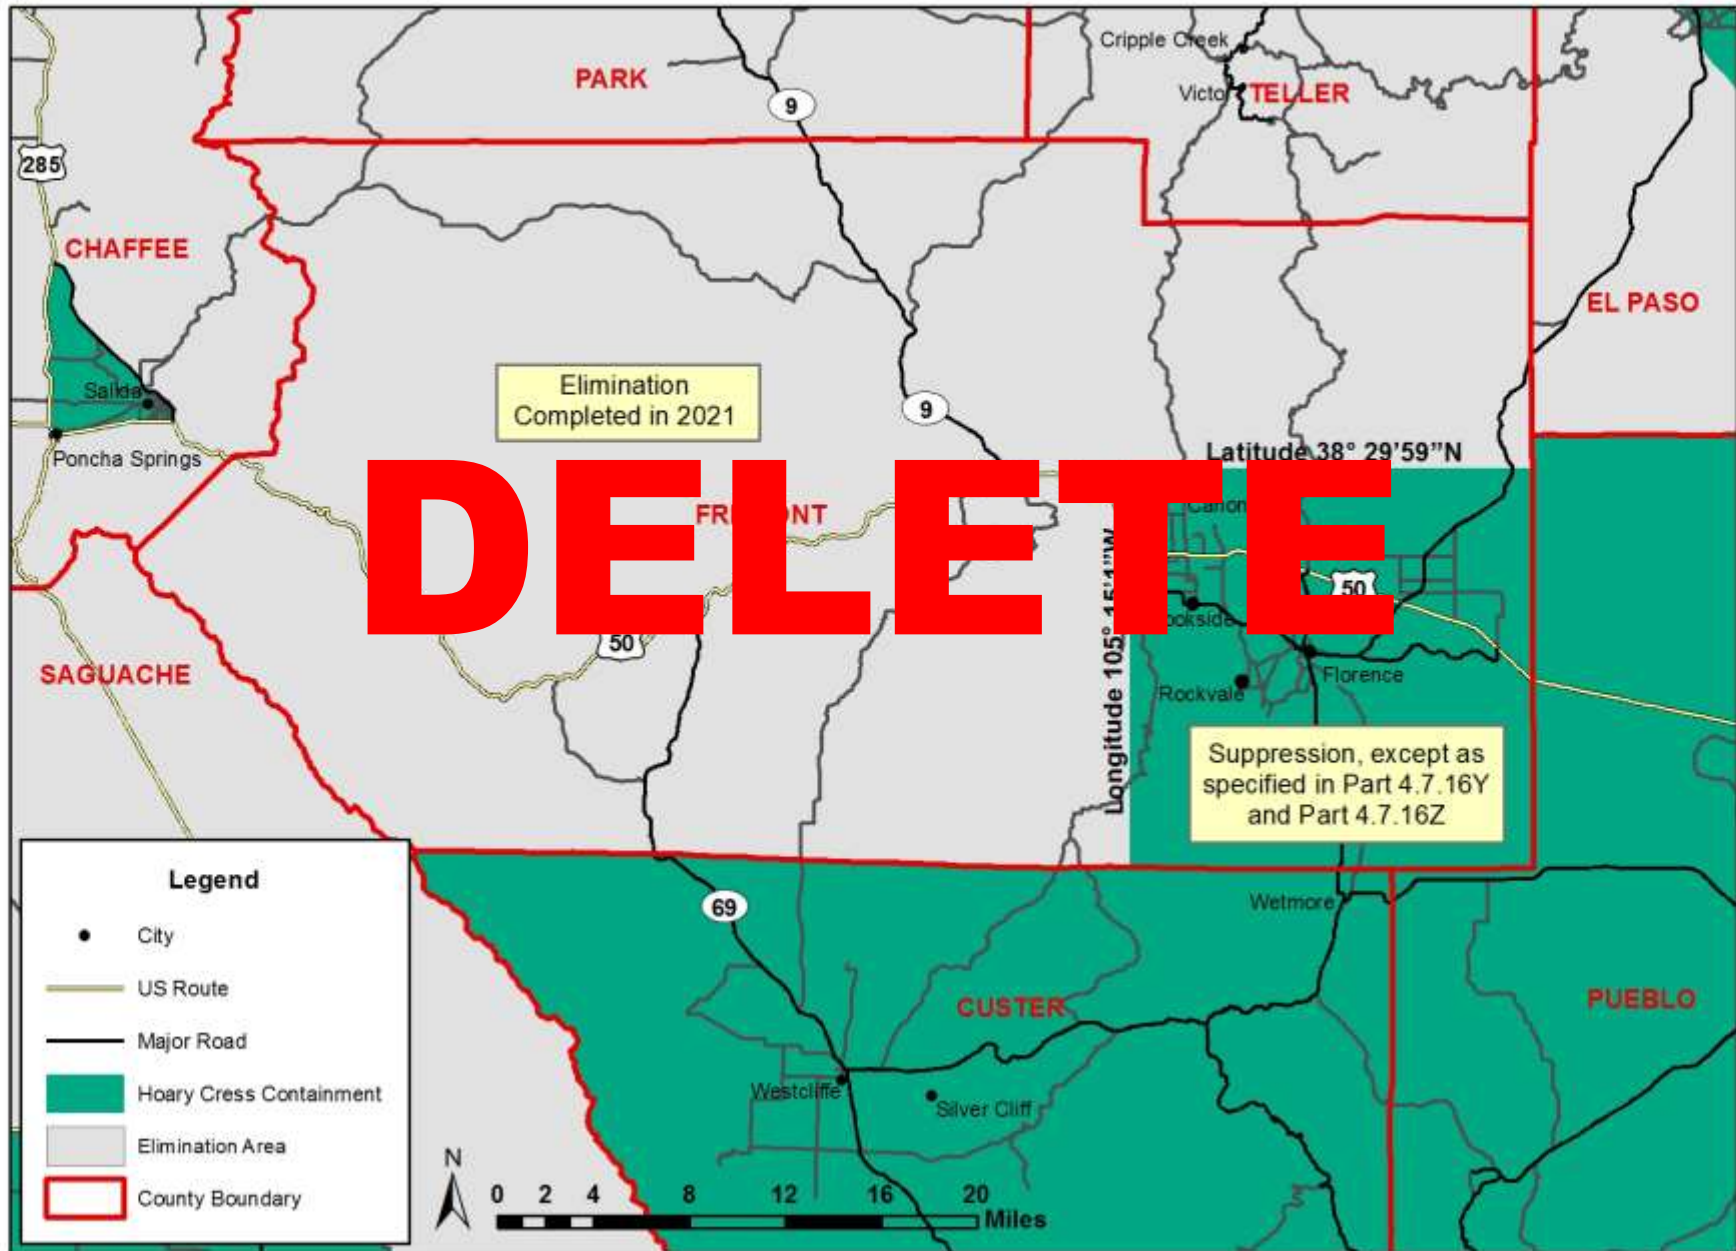 PARK
9
Cripple Creek
Victo
TELLER
285
CHAFFEE
EL PASO
Salida
Poncha Springs
Elimination
Completed in 2021
9
Latitude 38° 29'59"N
DELETE
50
50
Florence
Rockvale
SAGUACHE
Suppression, except as
specified in Part 4.7.16Y
and Part 4.7.16Z
69
Wetmore
CUSTER
PUEBLO
Westcliffe
Silver Cliff
Legend
City
US Route
Major Road
Hoary Cress Containment
Elimination Area
County Boundary
N
0 2 4 8 12 16 20
Miles